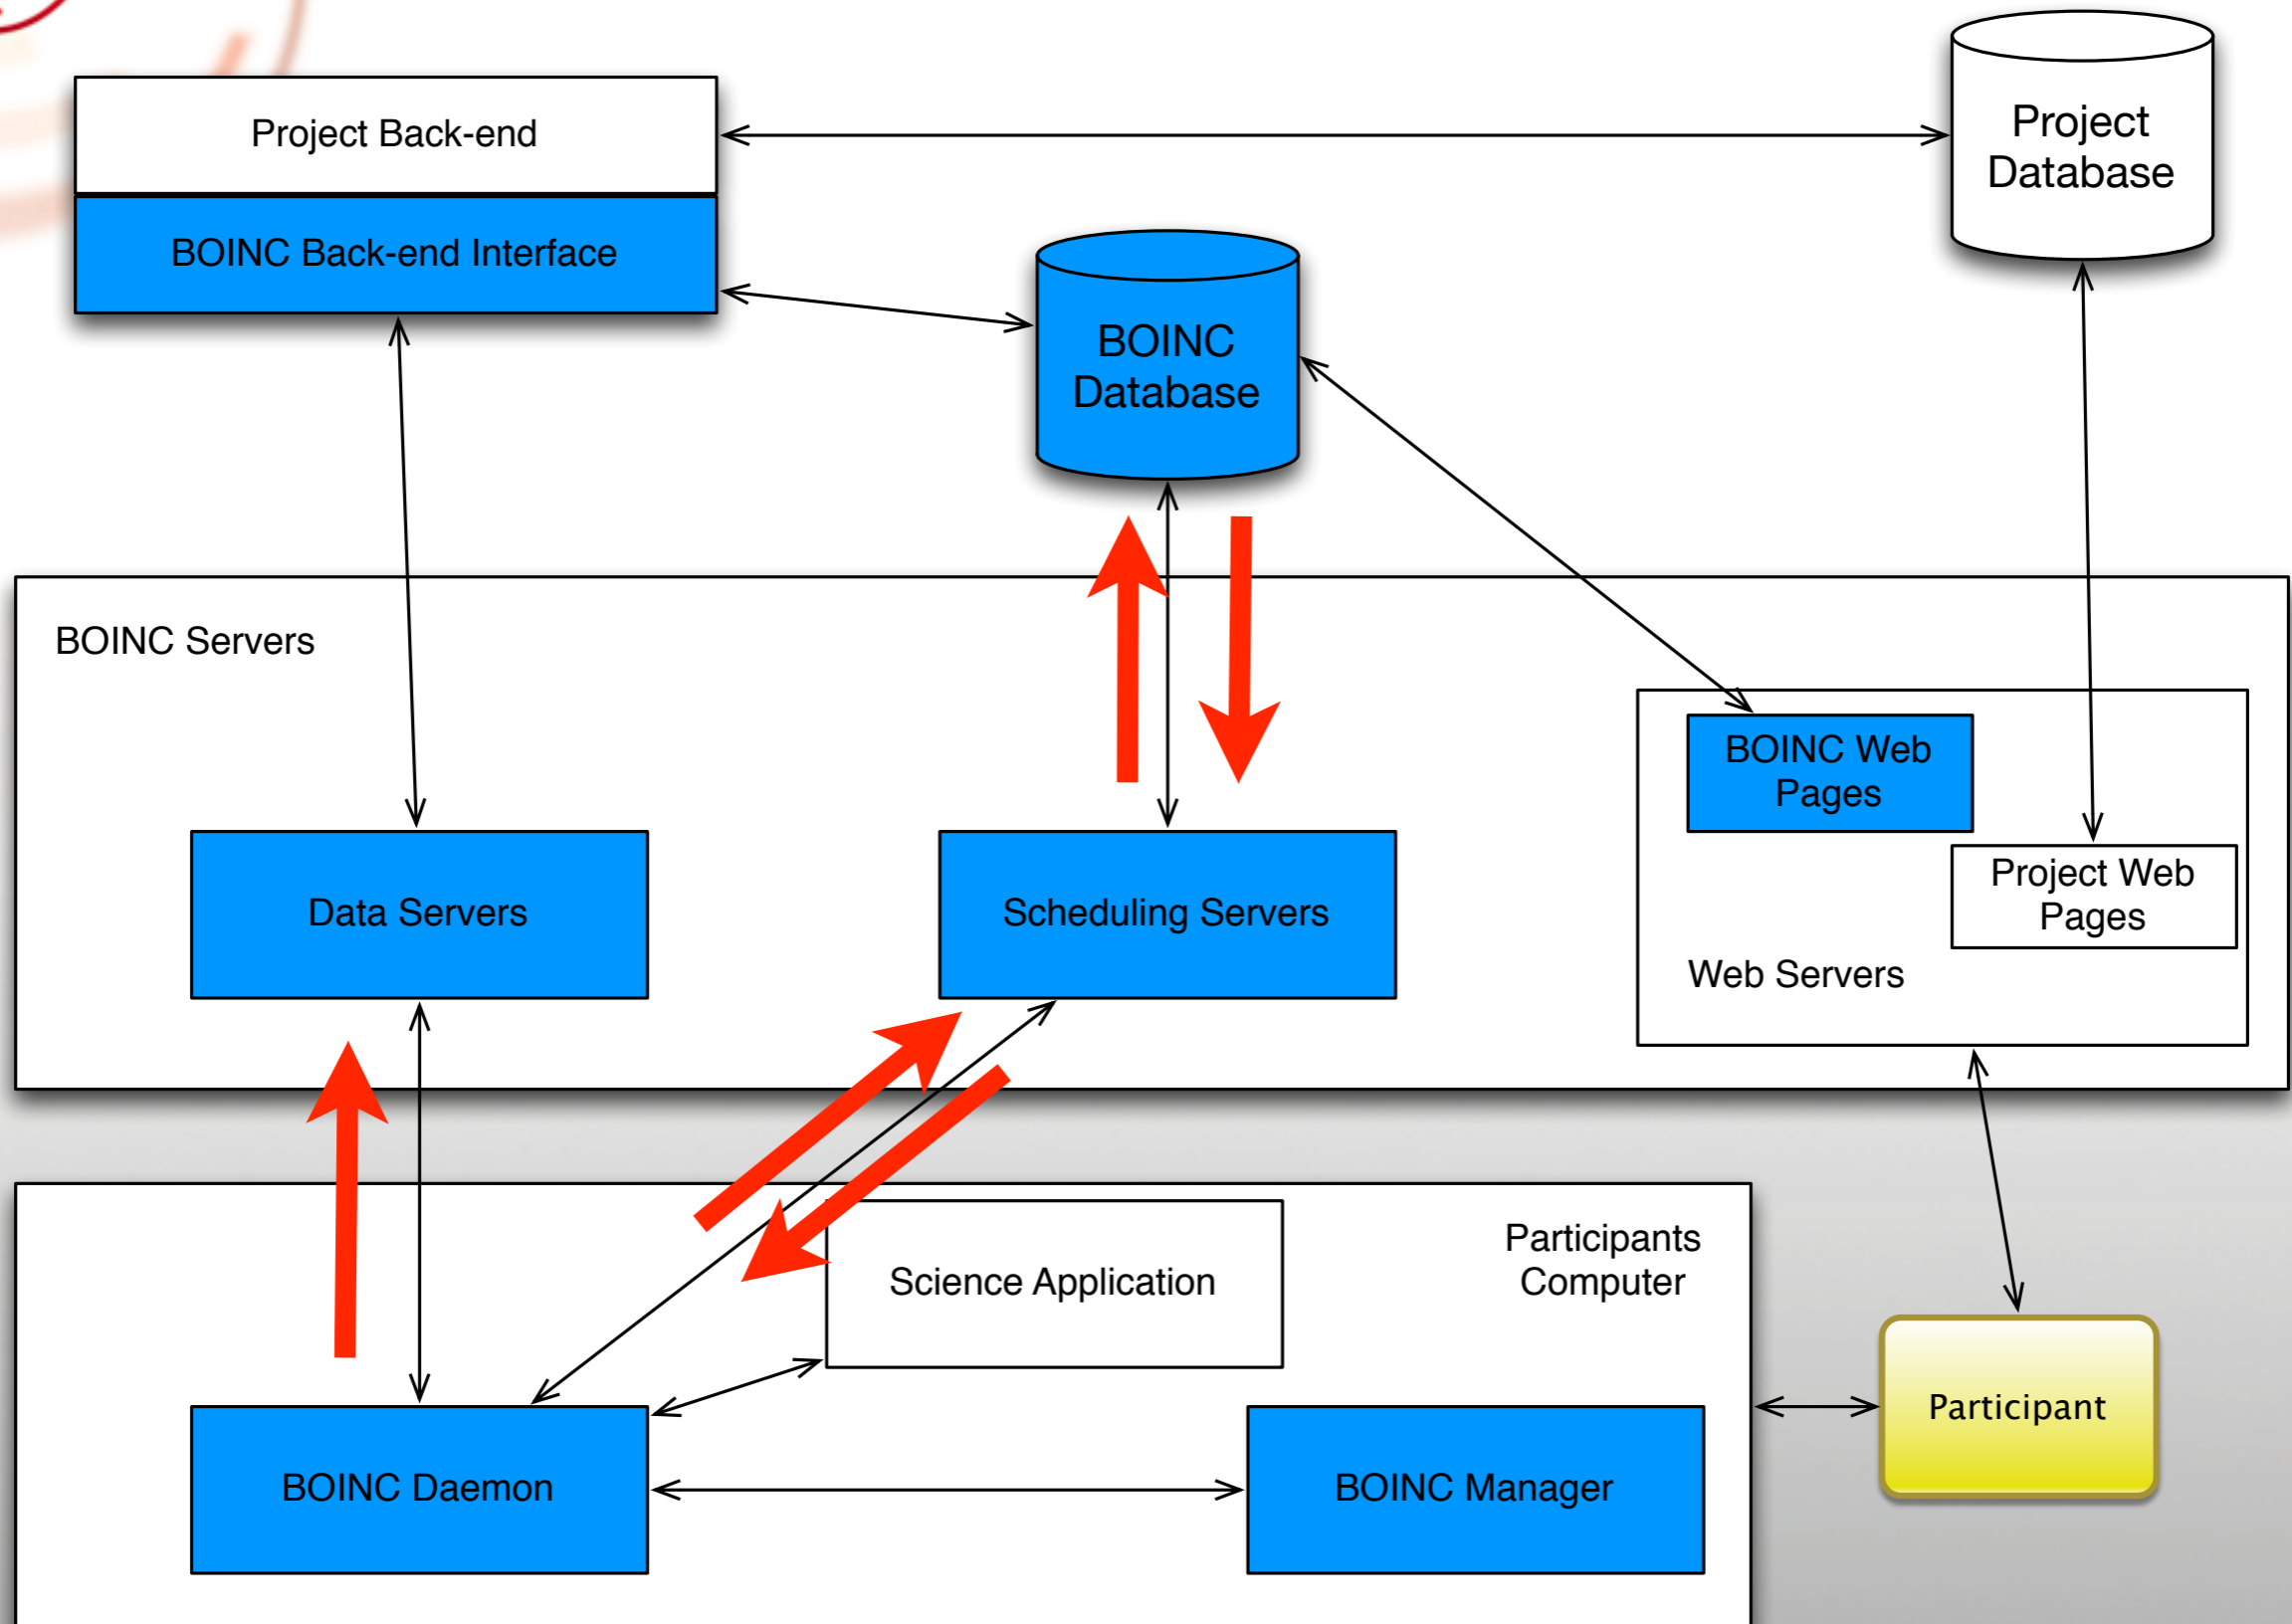 Project Back-end
BOINC Back-end Interface
Project
Database
BOINC
Database
BOINC Servers
BOINC Web
Pages
Project Web
Pages
Web Servers
Data Servers
Scheduling Servers
Participants
Computer
Science Application
Participant
BOINC Daemon
BOINC Manager